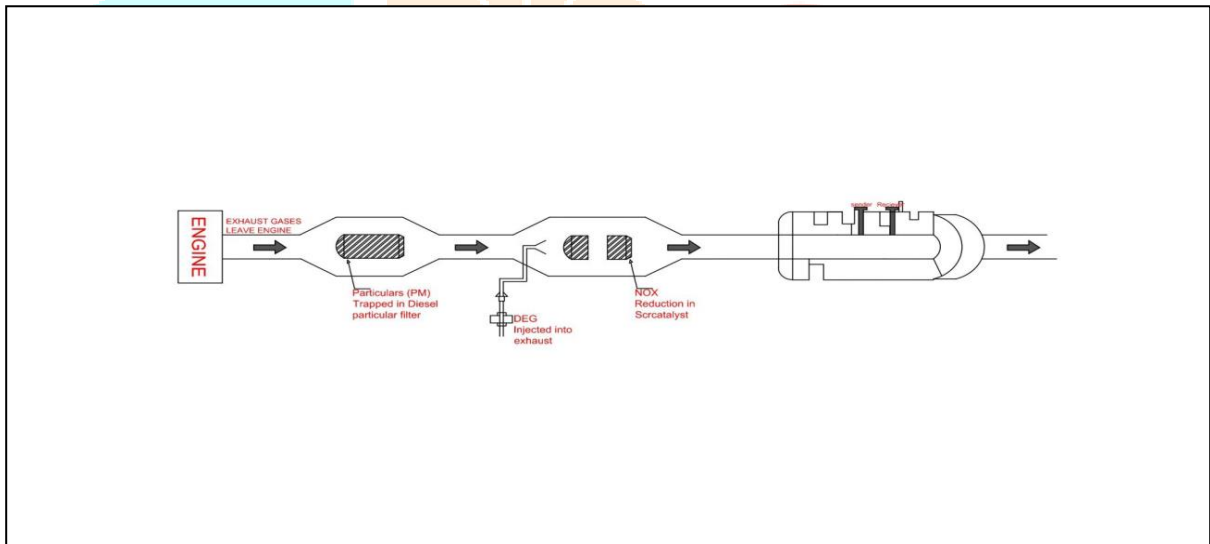 ENGINE
EXHAUST GASES
LEAVE ENGINE
Particulars (PM)
Trapped in Diesel
particular filter
DEG
Injected into
exhaust
NOX
Reduction in
Scrcatalyst
sender Reciever